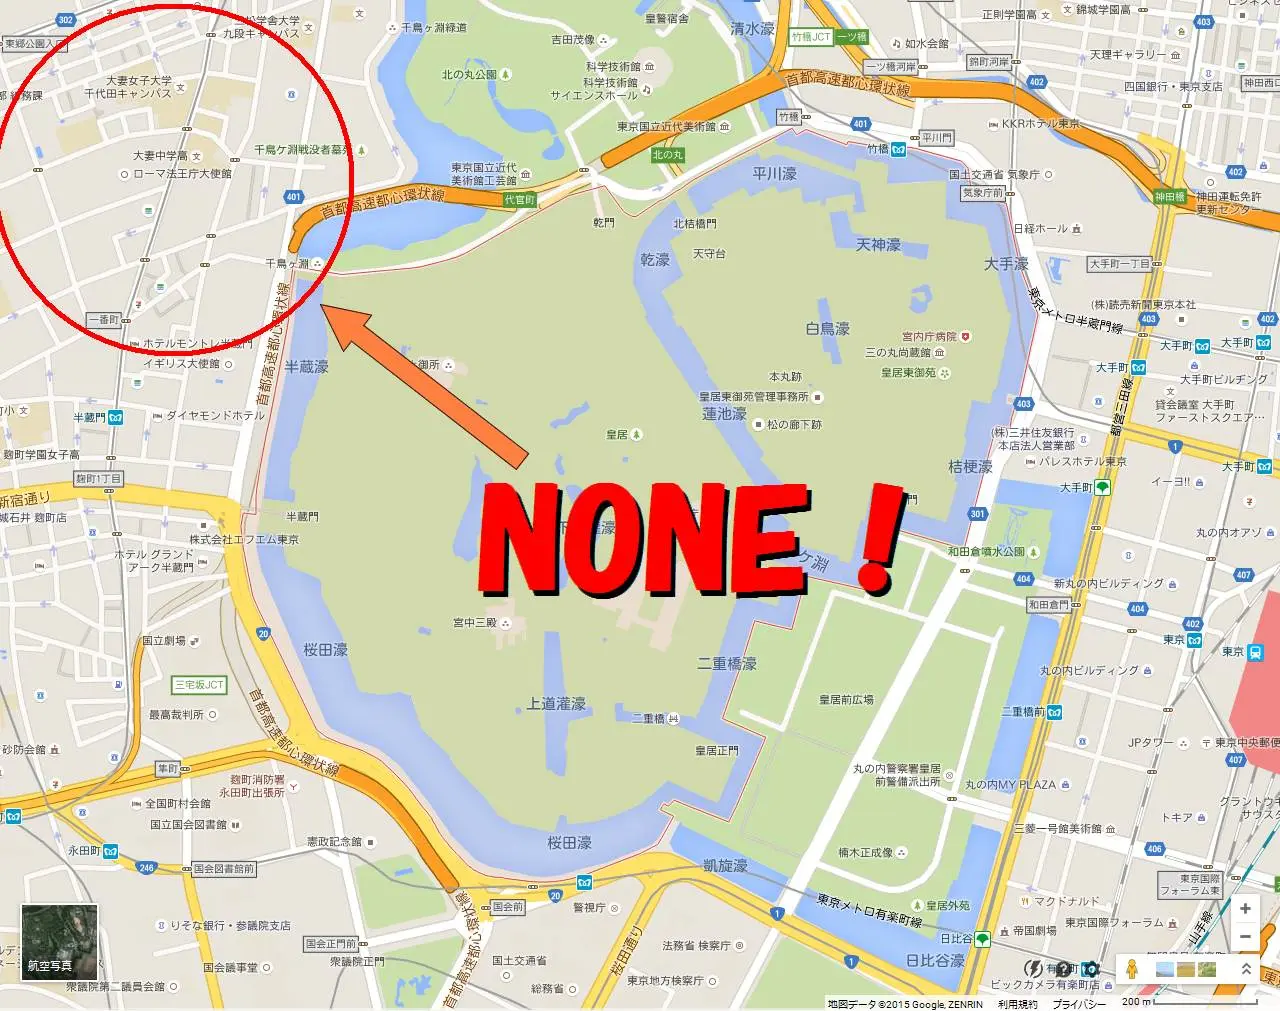 302
東郷公園入口
九段キャンパス
401
千鳥ヶ淵緑道
皇警宿舎
清水濠
竹橋JCT
一ツ橋
如水会館
正則学園高
錦城学園高
403
吉田茂像
科学技術館
科学技術館
サイエンスホール
北の丸公園
一ツ橋河岸
錦町河岸
天理ギャラリー
大妻女子大学
千代田キャンパス
首都高速都心環状線
402
四国銀行・東京支店
神田西口
東京国立近代美術館
竹橋
401
平川門
KKRホテル東京
千鳥ケ淵戦没者墓苑
大妻中学高
ローマ法王庁大使館
北の丸
竹橋
402
東京国立近代
美術館工芸館
平川濠
国土交通省 気象庁
気象庁前
401
首都高速都心環状線
代官町
神田橋
神田運転免許
更新センター
乾門
北桔橋門
天守台
日経ホール
乾濠
天神濠
大手濠
千鳥ヶ淵
大手町一丁目
首都高速都心環状線
東京メトロ半蔵門線
(株)読売新聞東京本社
一番町
白鳥濠
403
402
ホテルモントレ半蔵門
イギリス大使館
宮内庁病院
三の丸尚蔵館
大手町
大手町
半蔵濠
本丸跡
皇居東御苑
大手町
大手町ビルヂング
皇居東御苑管理事務所
蓮池濠
松の廊下跡
403
貸会議室 大手町
ファーストスクエア…
半蔵門
ダイヤモンドホテル
都営三田線
皇居
(株)三井住友銀行
本店法人営業部
1
麹町学園女子高
パレスホテル東京
桔梗濠
大手町
麹町1丁目
新宿通り
大手町
イーヨ!!
NONE!
城石井 麹町店
半蔵門
301
丸の内オアゾ
株式会社エフエム東京
ホテル グランド
アーク半蔵門
和田倉噴水公園
404
新丸の内ビルディング
407
和田倉門
404
402
宮中三殿
20
国立劇場
東京
東京
桜田濠
二重橋濠
丸の内ビルディング
三宅坂JCT
上道灌濠
皇居前広場
最高裁判所
二重橋
二重橋前
首都高速都心環状線
皇居正門
JPタワー
東京中央郵便
407
砂防会館
隼町
麹町消防署
永田町出張所
丸の内警察署皇居
前警備派出所
丸の内MY PLAZA
全国町村会館
国立国会図書館
トキア
三菱一号館美術館
憲政記念館
桜田濠
永田町
406
246
国会図書館前
楠木正成像
凱旋濠
東京国際
フォーラム東
20
国会前
警視庁
1
東京メトロ有楽町線
皇居外苑
マクドナルド
東京国際フォーラム
りそな銀行・参議院支店
帝国劇場
山手線
航空写真
国会正門前
衆議院正門
法務省 検察庁
日比谷
国会議事堂
国土交通省
桜田通り
1
日比谷濠
首都高速都心環状線
衆議院第二議員会館
総務省
東京地方検察庁
ビックカメラ有楽町店
地図データ ©2015 Google, ZENRIN 利用規約 プライバシー 200 m